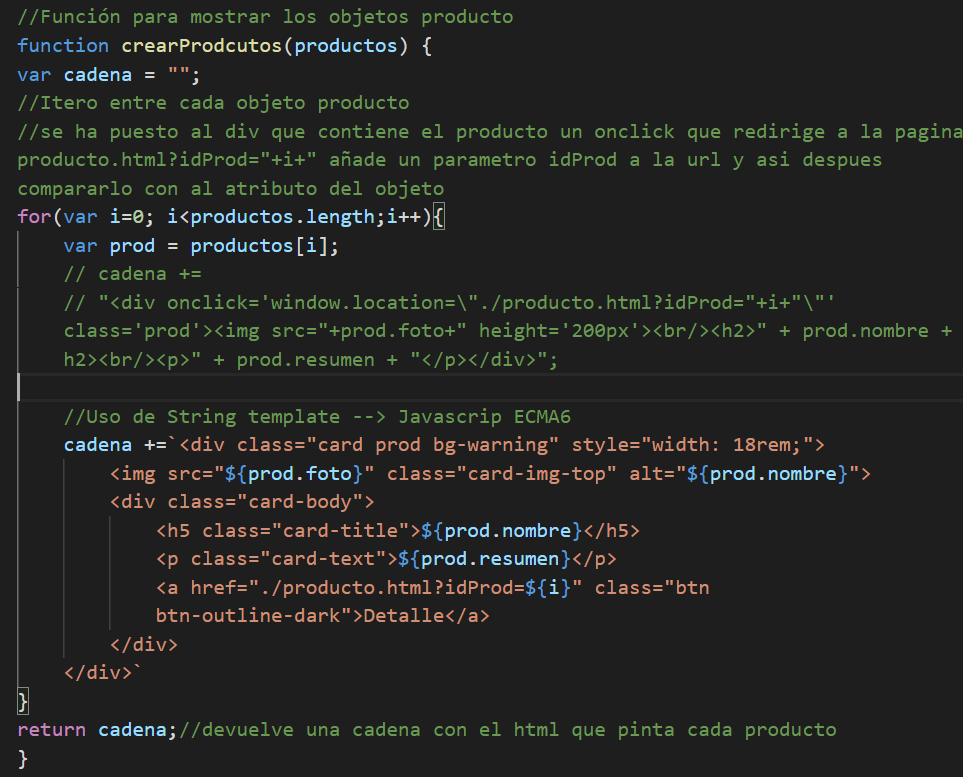 //Función para mostrar los objetos producto
function crearProdcutos(productos) {
var cadena = "";
//Itero entre cada objeto producto
//se ha puesto al div que contiene el producto un onclick que redirige a la pagina
producto.html?idProd="+i+" añade un parametro idProd a la url y asi despues
compararlo con al atributo del objeto
for(var i=0; i<productos.length;i++){
    var prod = productos[i];
    // cadena +=
    // "<div onclick='window.location=\"./producto.html?idProd="+i+"\"'
    class='prod'><img src="+prod.foto+" height='200px'><br/><h2>" + prod.nombre +
    h2><br/><p>" + prod.resumen + "</p></div>";
    //Uso de String template --> Javascrip ECMA6
    cadena +=`<div class="card prod bg-warning" style="width: 18rem;">
        <img src="${prod.foto}" class="card-img-top" alt="${prod.nombre}">
        <div class="card-body">
            <h5 class="card-title">${prod.nombre}</h5>
            <p class="card-text">${prod.resumen}</p>
            <a href="./producto.html?idProd=${i}" class="btn
            btn-outline-dark">Detalle</a>
        </div>
    </div>`
}
return cadena;//devuelve una cadena con el html que pinta cada producto
}